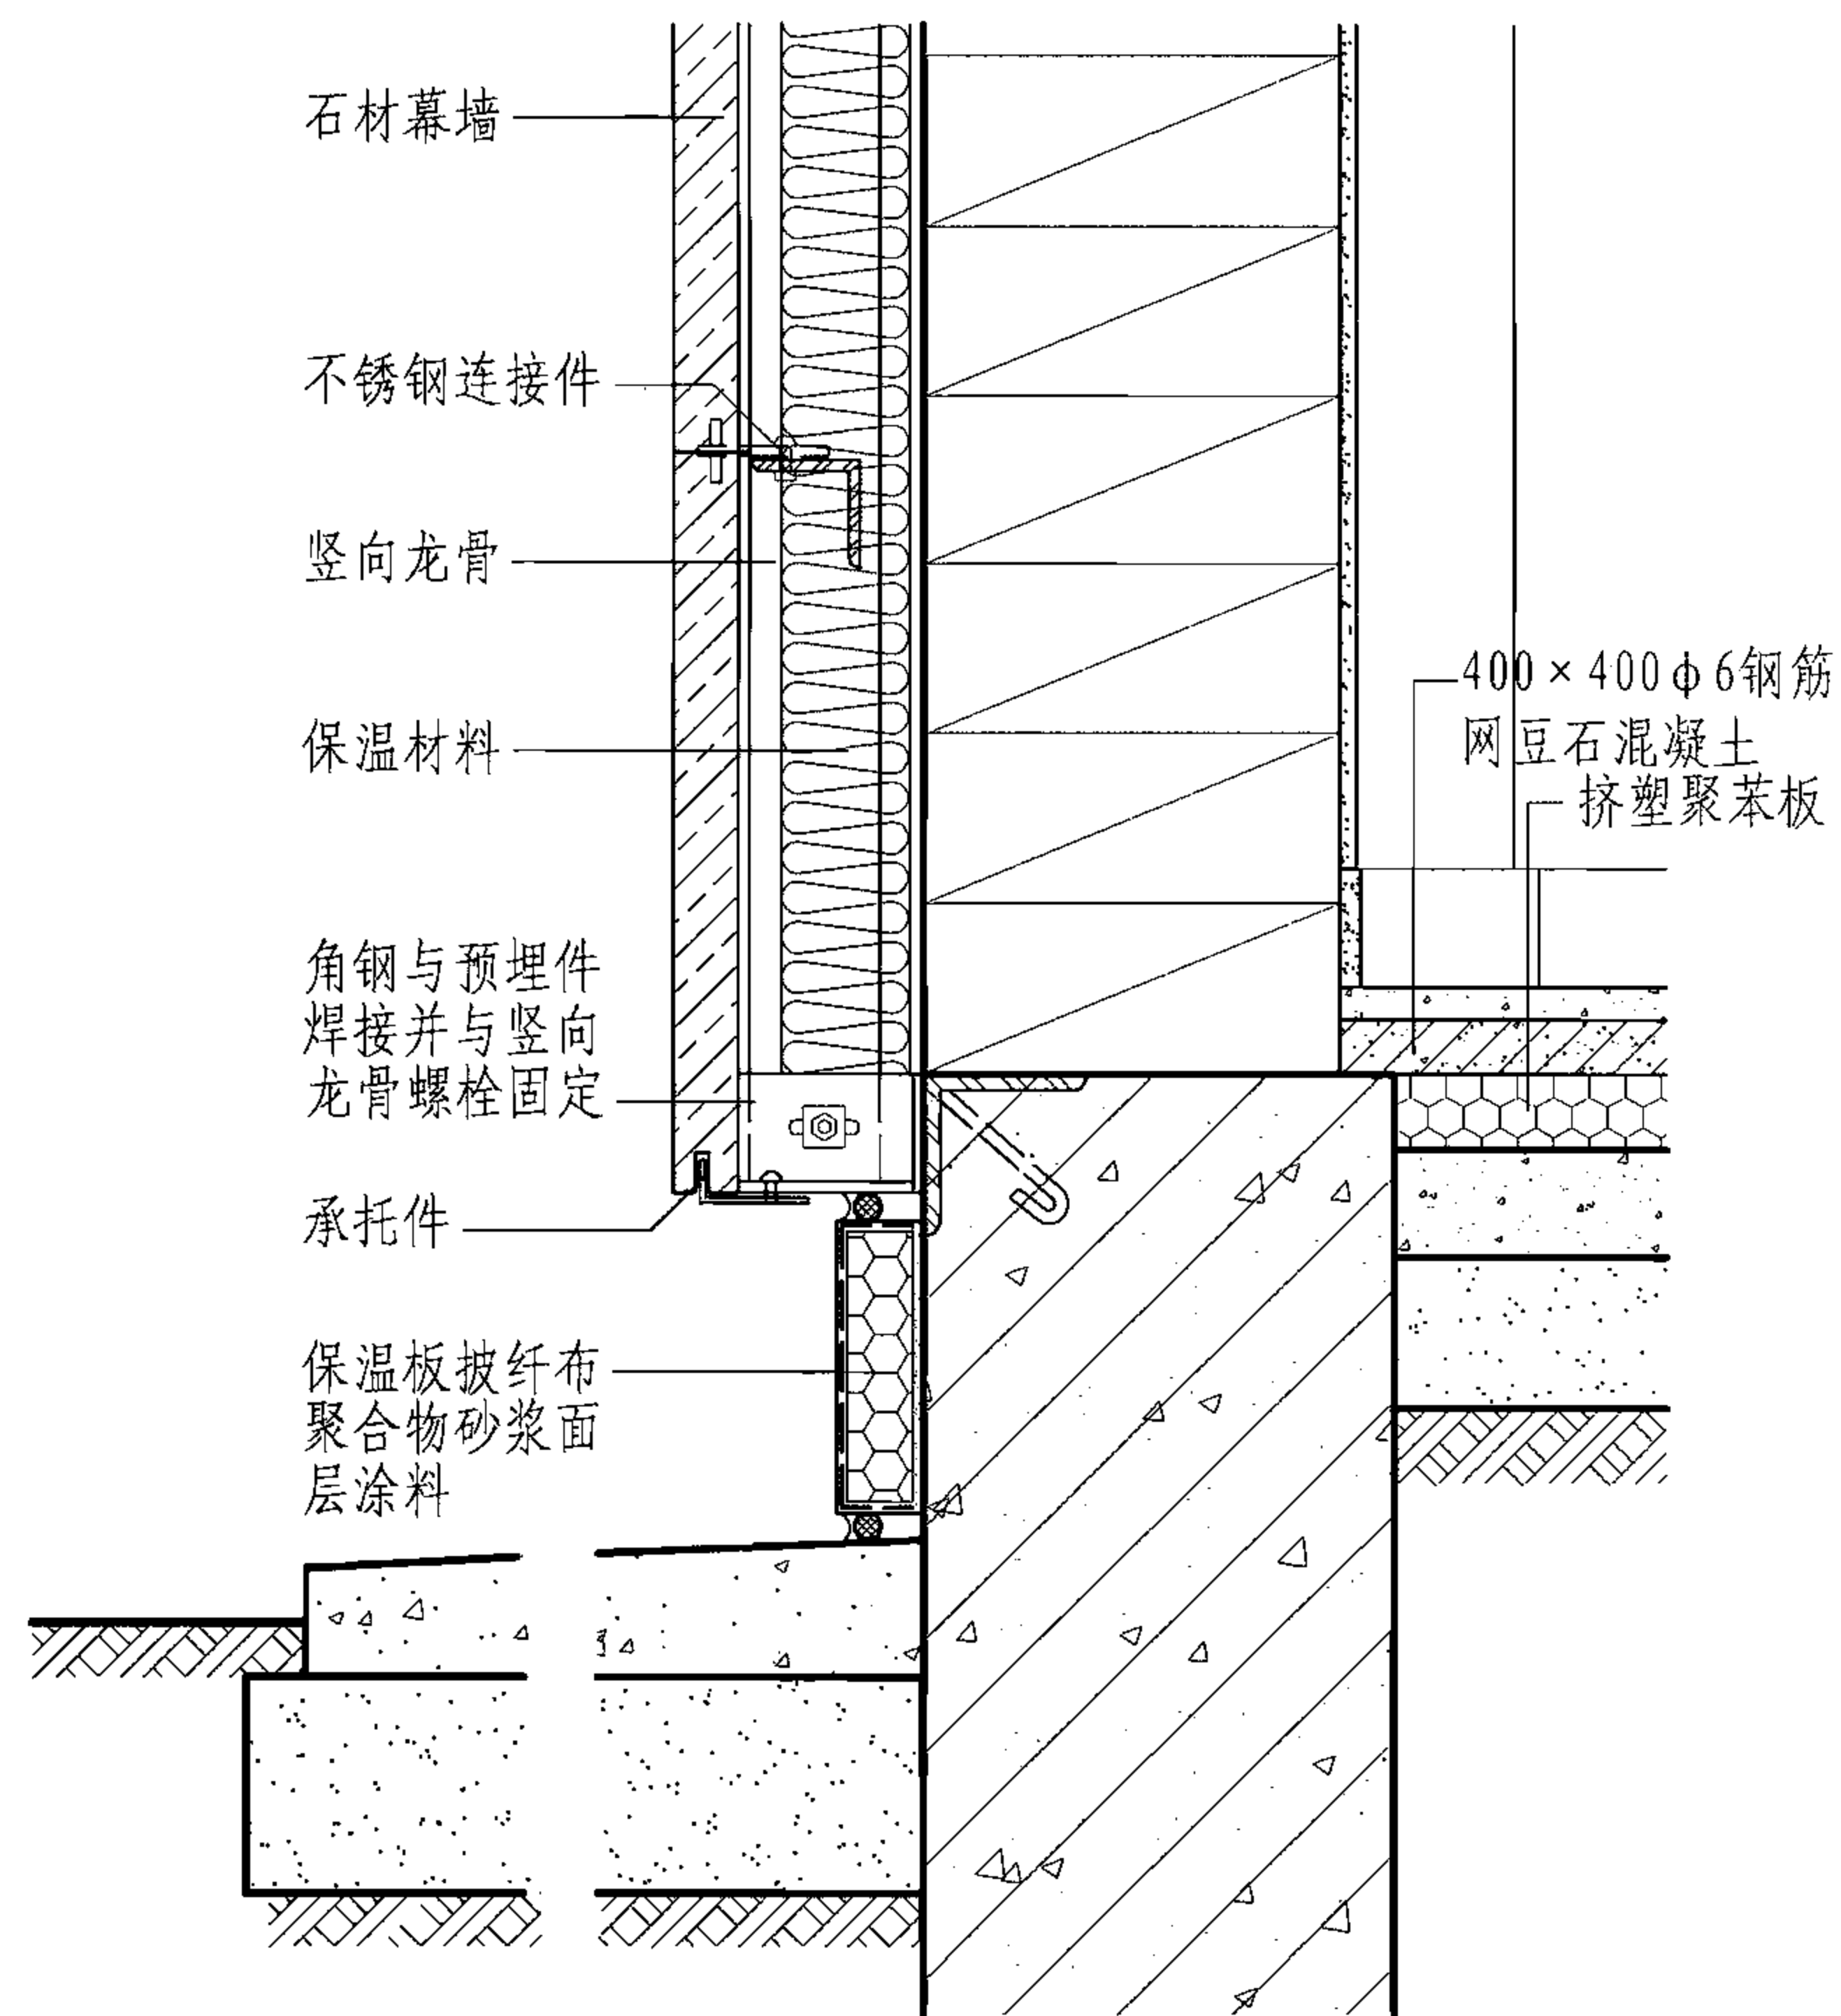 石材幕墙
不锈钢连接件
竖向龙骨
400×400ϕ6钢筋
网豆石混凝土
保温材料
挤塑聚苯板
角钢与预埋件
焊接并与竖向
龙骨螺栓固定
承托件
保温板披纤布
聚合物砂浆面
层涂料